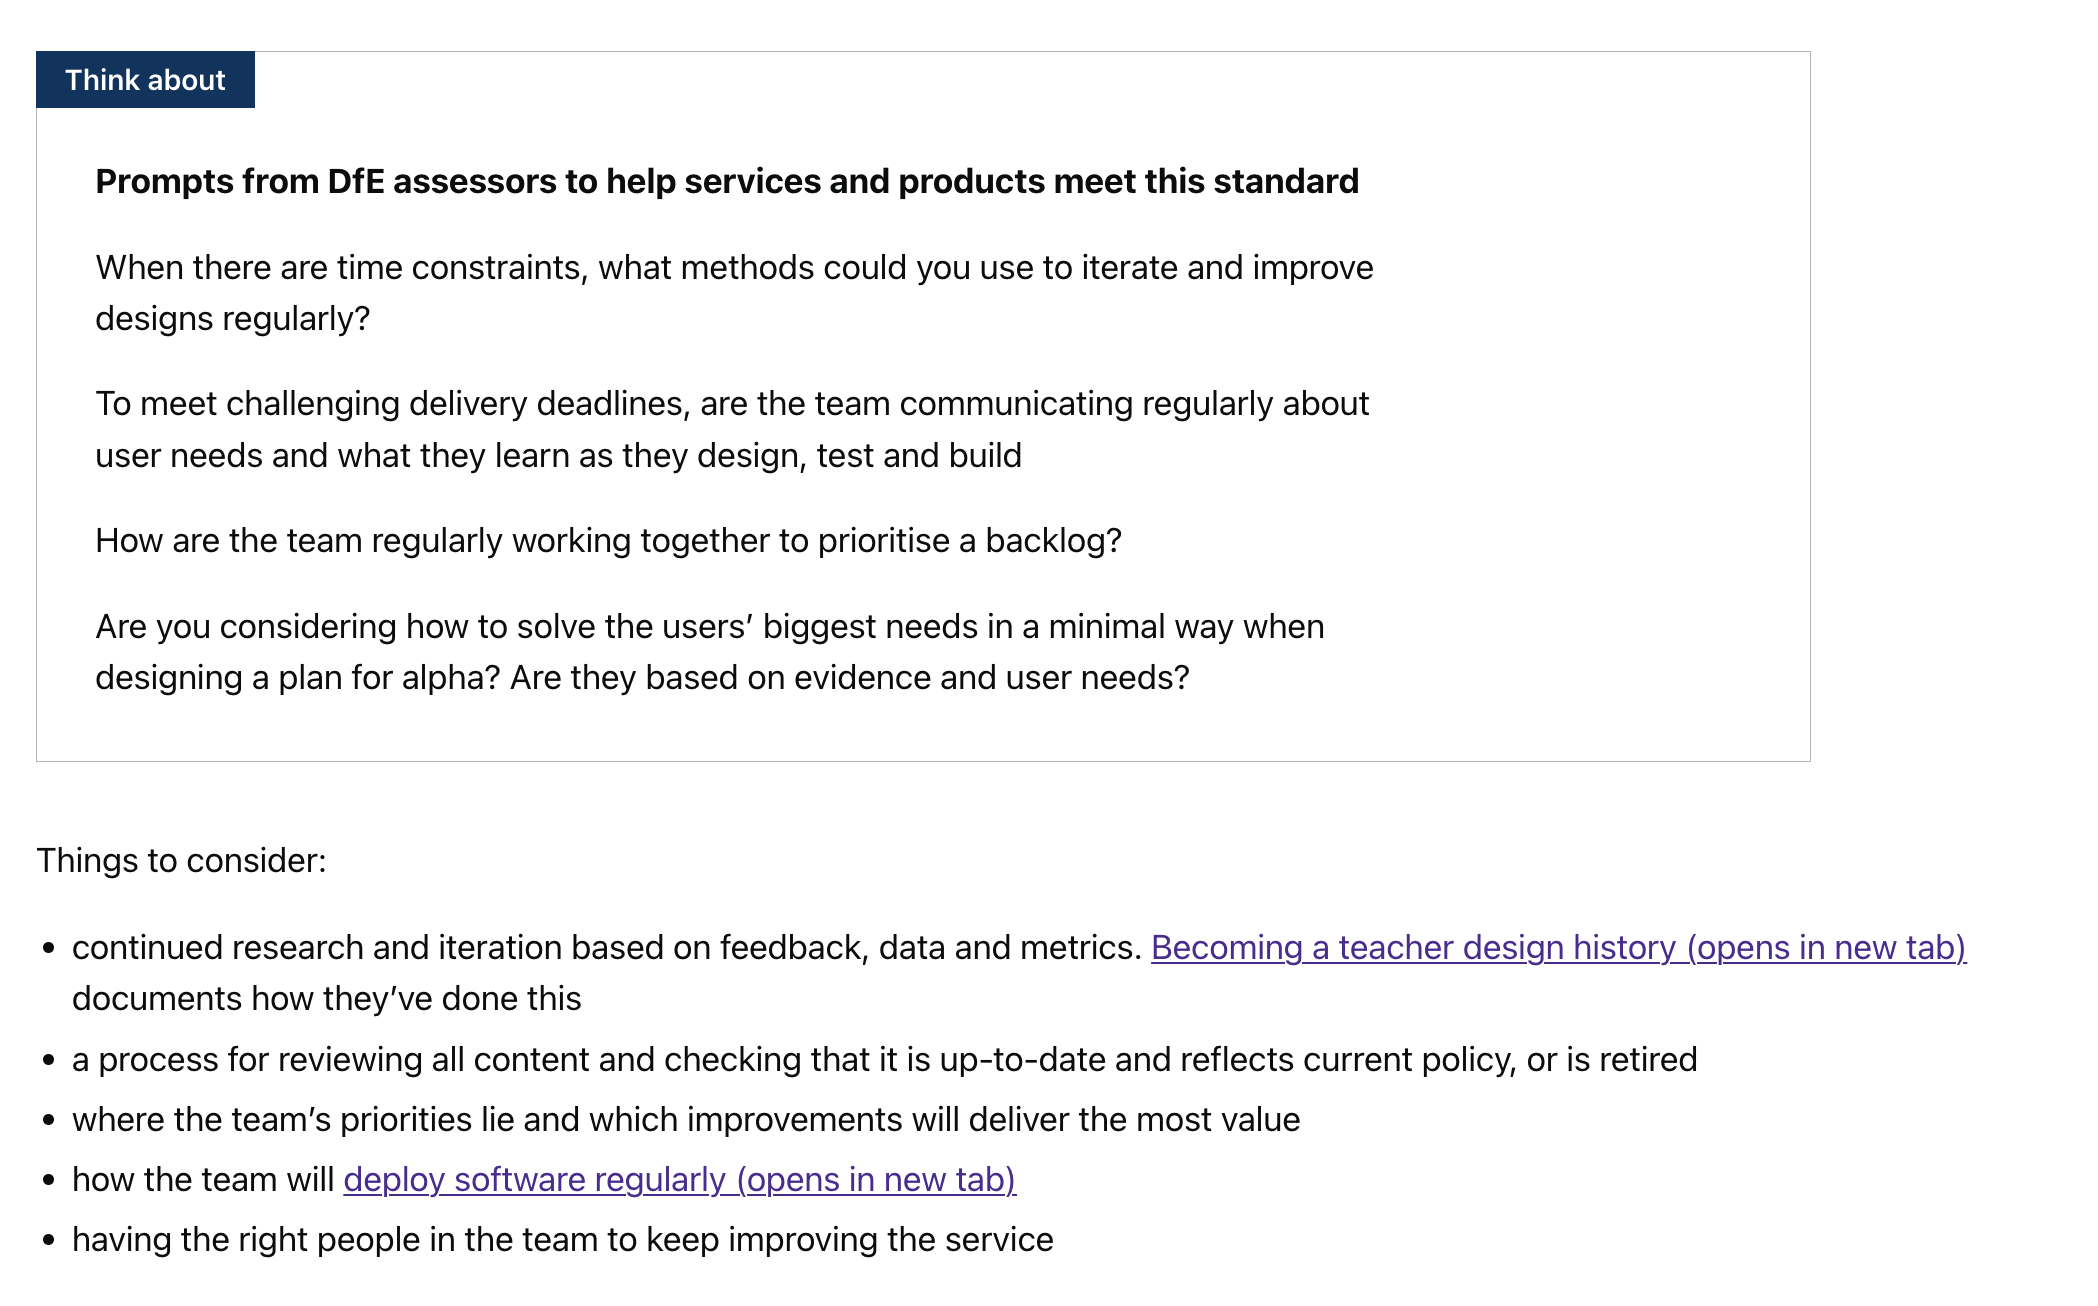 Think about
Prompts from DfE assessors to help services and products meet this standard
When there are time constraints, what methods could you use to iterate and improve
designs regularly?
To meet challenging delivery deadlines, are the team communicating regularly about
user needs and what they learn as they design, test and build
How are the team regularly working together to prioritise a backlog?
Are you considering how to solve the users’ biggest needs in a minimal way when
designing a plan for alpha? Are they based on evidence and user needs?
Things to consider:
• continued research and iteration based on feedback, data and metrics. Becoming a teacher design history (opens in new tab)
documents how they’ve done this
• a process for reviewing all content and checking that it is up-to-date and reflects current policy, or is retired
• where the team’s priorities lie and which improvements will deliver the most value
• how the team will deploy software regularly (opens in new tab)
• having the right people in the team to keep improving the service